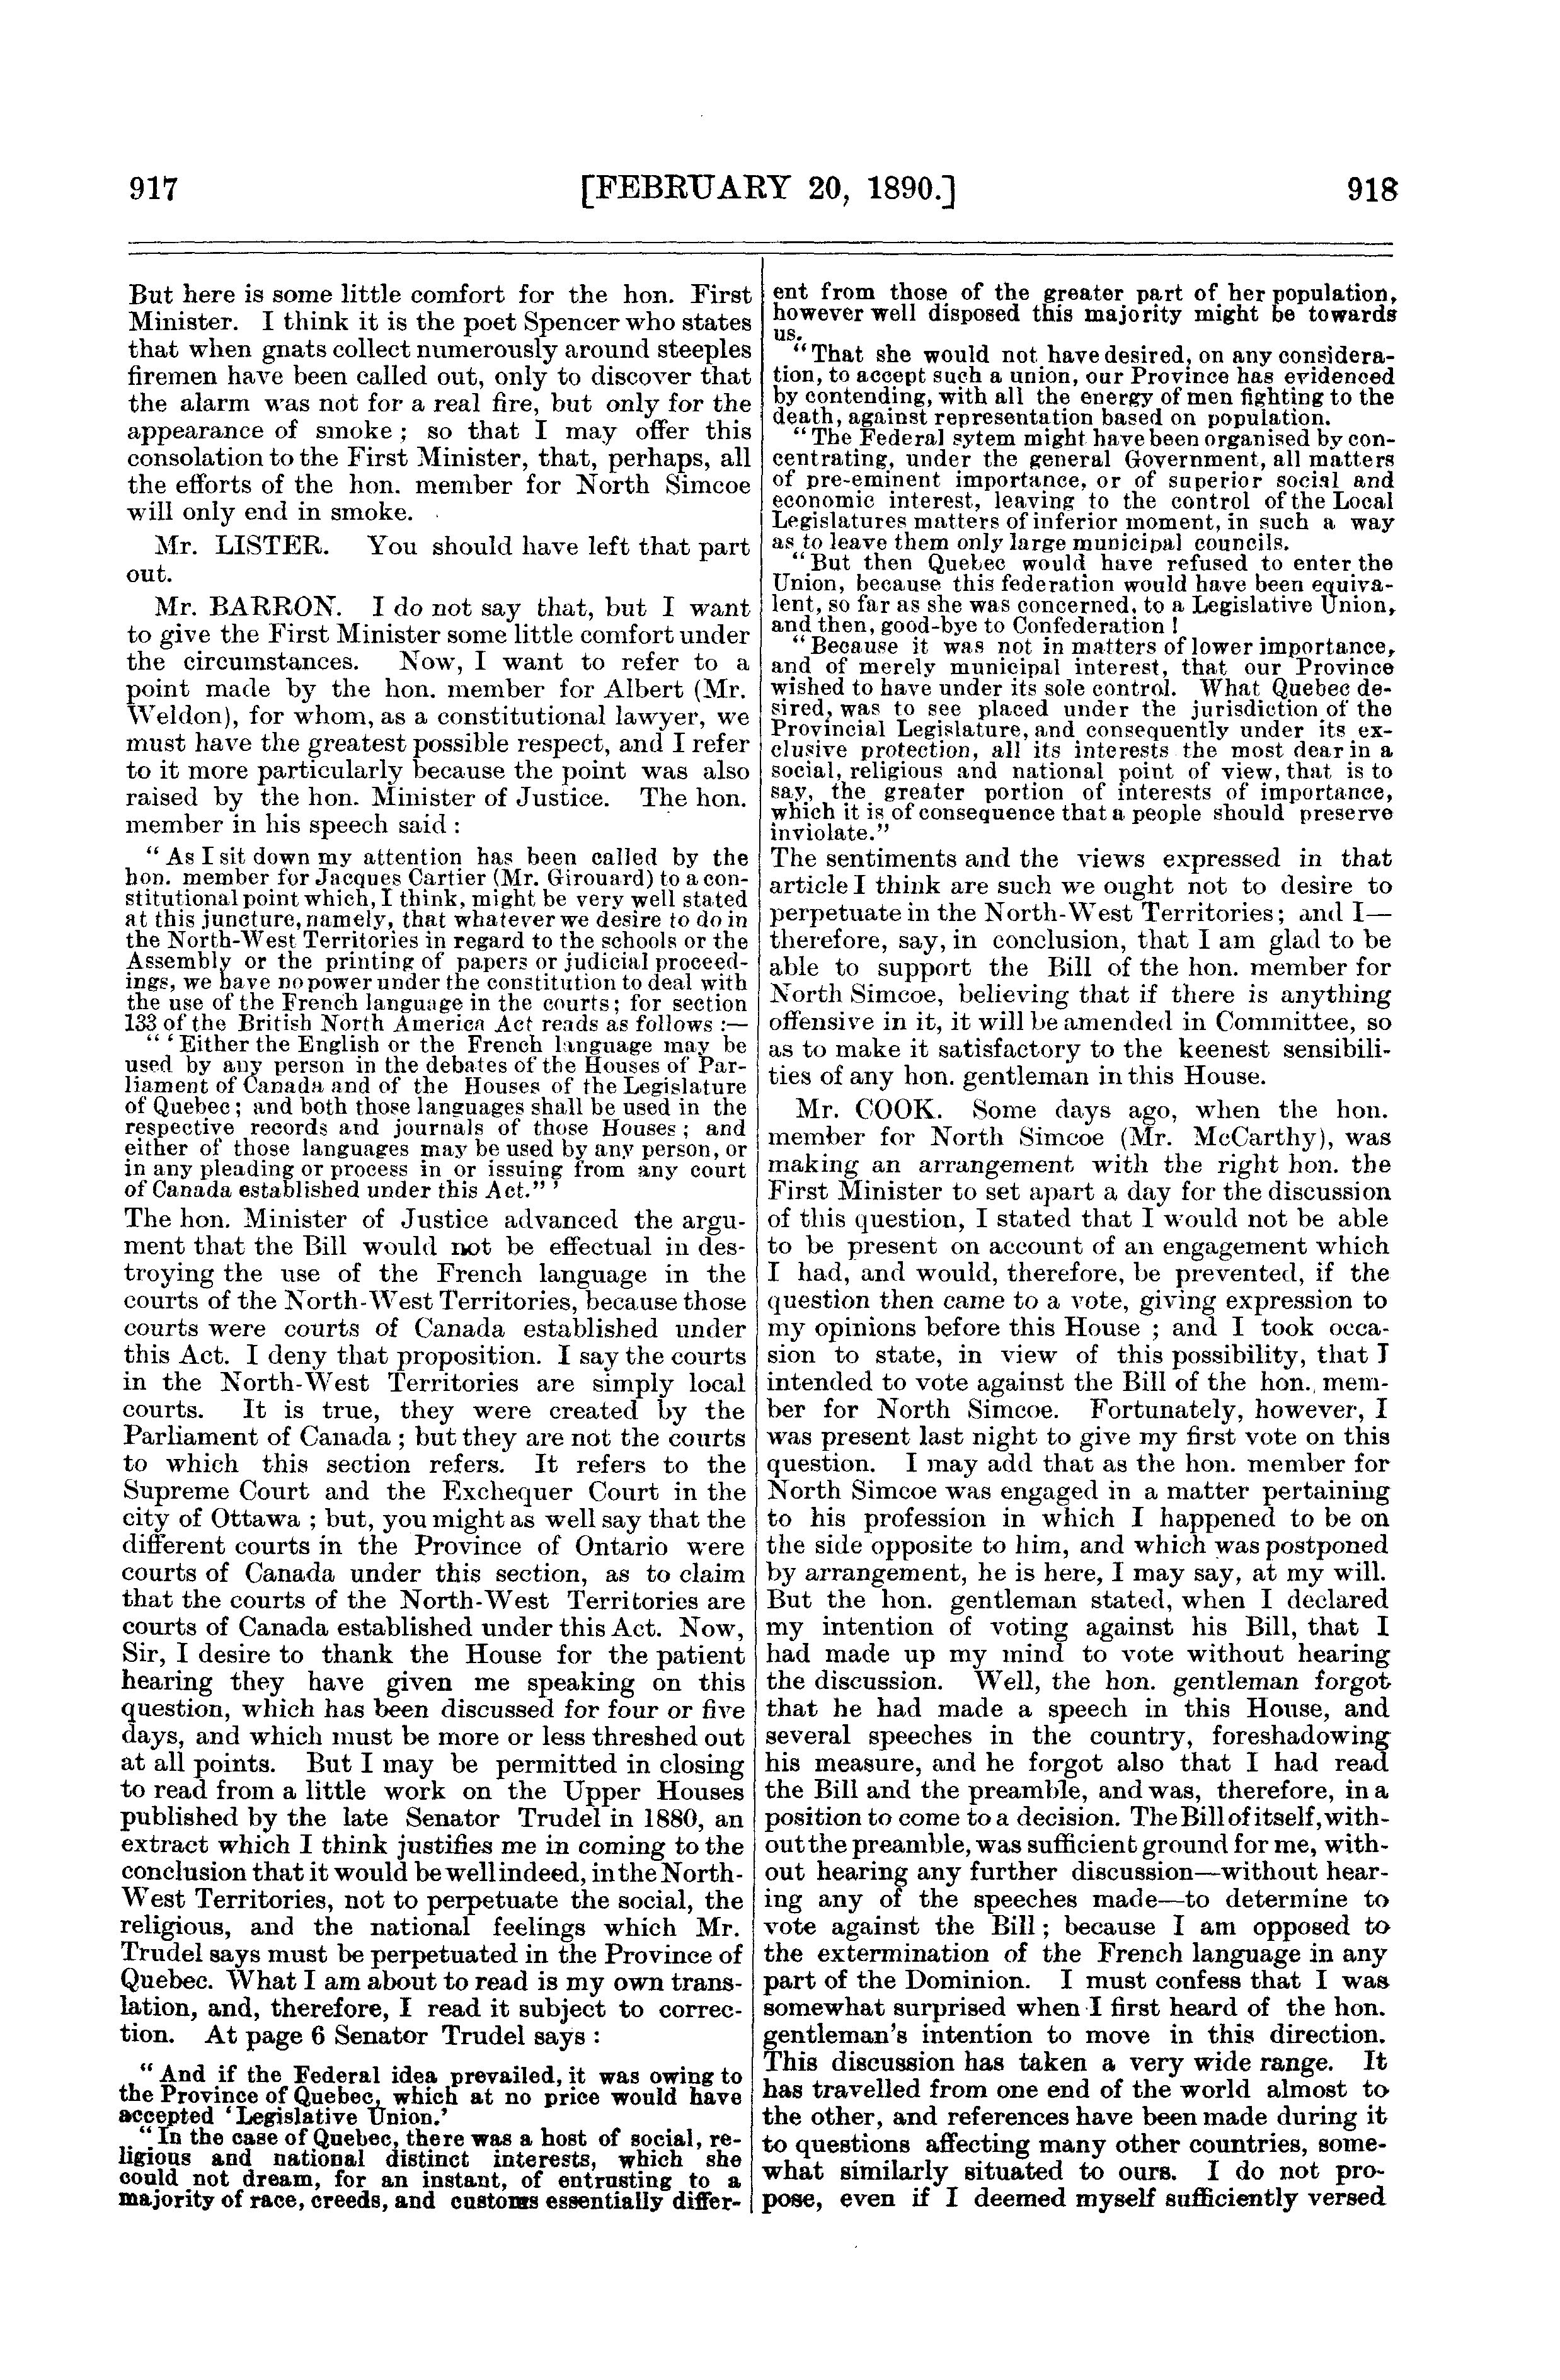 917
[FEBRUARY 20, 1890.]
918
But here is some little comfort for the hon. First
Minister. I think it is the poet Spencer who states
that when gnats collect numerously around steeples
firemen have been called out, only to discover that
the alarm was not for a real fire, but only for the
appearance of smoke ; so that I may offer this
consolation to the First Minister, that, perhaps, all
the efforts of the hon. member for North Simcoe
will only end in smoke.
Mr. LISTER. You should have left that part
out.
Mr. BARRON. I do not say that, but I want
to give the First Minister some little comfort under
the circumstances. Now, I want to refer to a
point made by the hon. member for Albert (Mr.
Weldon), for whom, as a constitutional lawyer, we
must have the greatest possible respect, and I refer
to it more particularly because the point was also
raised by the hon. Minister of Justice. The hon.
member in his speech said :
" As I sit down my attention has been called by the
hon. member for Jacques Cartier (Mr. Girouard) to a con-
stitutional point which, I think, might be very well stated
at this juncture, namely, that whatever we desire to do in
the North-West Territories in regard to the schools or the
Assembly or the printing of papers or judicial proceed-
ings, we have no power under the constitution to deal with
the use of the French language in the courts; for section
133 of the British North America Act reads as follows :—
" ' Either the English or the French language may be
used by any person in the debates of the Houses of Par-
liament of Canada and of the Houses of the Legislature
of Quebec; and both those languages shall be used in the
respective records and journals of those Houses ; and
either of those languages may be used by any person, or
in any pleading or process in or issuing from any court
of Canada established under this Act." '
The hon. Minister of Justice advanced the argu-
ment that the Bill would not be effectual in des-
troying the use of the French language in the
courts of the North-West Territories, because those
courts were courts of Canada established under
this Act. I deny that proposition. I say the courts
in the North-West Territories are simply local
courts. It is true, they were created by the
Parliament of Canada ; but they are not the courts
to which this section refers. It refers to the
Supreme Court and the Exchequer Court in the
city of Ottawa ; but, you might as well say that the
different courts in the Province of Ontario were
courts of Canada under this section, as to claim
that the courts of the North-West Territories are
courts of Canada established under this Act. Now,
Sir, I desire to thank the House for the patient
hearing they have given me speaking on this
question, which has been discussed for four or five
days, and which must be more or less threshed out
at all points. But I may be permitted in closing
to read from a little work on the Upper Houses
published by the late Senator Trudel in 1880, an
extract which I think justifies me in coming to the
conclusion that it would be well indeed, in the North-
West Territories, not to perpetuate the social, the
religious, and the national feelings which Mr.
Trudel says must be perpetuated in the Province of
Quebec. What I am about to read is my own trans-
lation, and, therefore, I read it subject to correc-
tion. At page 6 Senator Trudel says :
" And if the Federal idea prevailed, it was owing to
the Province of Quebec, which at no price would have
accepted ' Legislative Union.'
" In the case of Quebec, there was a host of social, re-
ligious and national distinct interests, which she
could not dream, for an instant, of entrusting to a
majority of race, creeds, and customs essentially differ-
ent from those of the greater part of her population,
however well disposed this majority might be towards
us.
" That she would not have desired, on any considera-
tion, to accept such a union, our Province has evidenced
by contending, with all the energy of men fighting to the
death, against representation based on population.
" The Federal sytem might have been organised by con-
centrating, under the general Government, all matters
of pre-eminent importance, or of superior social and
economic interest, leaving to the control of the Local
Legislatures matters of inferior moment, in such a way
as to leave them only large municipal councils.
" But then Quebec would have refused to enter the
Union, because this federation would have been equiva-
lent, so far as she was concerned, to a Legislative Union,
and then, good-bye to Confederation !
" Because it was not in matters of lower importance,
and of merely municipal interest, that our Province
wished to have under its sole control. What Quebec de-
sired, was to see placed under the jurisdiction of the
Provincial Legislature, and consequently under its ex-
clusive protection, all its interests the most dear in a
social, religious and national point of view, that is to
say, the greater portion of interests of importance,
which it is of consequence that a people should preserve
inviolate."
The sentiments and the views expressed in that
article I think are such we ought not to desire to
perpetuate in the North-West Territories ; and I—
therefore, say, in conclusion, that I am glad to be
able to support the Bill of the hon. member for
North Simcoe, believing that if there is anything
offensive in it, it will be amended in Committee, so
as to make it satisfactory to the keenest sensibili-
ties of any hon. gentleman in this House.
Mr. COOK. Some days ago, when the hon.
member for North Simcoe (Mr. McCarthy), was
making an arrangement with the right hon. the
First Minister to set apart a day for the discussion
of this question, I stated that I would not be able
to be present on account of an engagement which
I had, and would, therefore, be prevented, if the
question then came to a vote, giving expression to
my opinions before this House ; and I took occa-
sion to state, in view of this possibility, that I
intended to vote against the Bill of the hon. mem-
ber for North Simcoe. Fortunately, however, I
was present last night to give my first vote on this
question. I may add that as the hon. member for
North Simcoe was engaged in a matter pertaining
to his profession in which I happened to be on
the side opposite to him, and which was postponed
by arrangement, he is here, I may say, at my will.
But the hon. gentleman stated, when I declared
my intention of voting against his Bill, that I
had made up my mind to vote without hearing
the discussion. Well, the hon. gentleman forgot
that he had made a speech in this House, and
several speeches in the country, foreshadowing
his measure, and he forgot also that I had read
the Bill and the preamble, and was, therefore, in a
position to come to a decision. The Bill of itself, with-
out the preamble, was sufficient ground for me, with-
out hearing any further discussion—without hear-
ing any of the speeches made—to determine to
vote against the Bill ; because I am opposed to
the extermination of the French language in any
part of the Dominion. I must confess that I was
somewhat surprised when I first heard of the hon.
gentleman's intention to move in this direction.
This discussion has taken a very wide range. It
has travelled from one end of the world almost to
the other, and references have been made during it
to questions affecting many other countries, some-
what similarly situated to ours. I do not pro-
pose, even if I deemed myself sufficiently versed